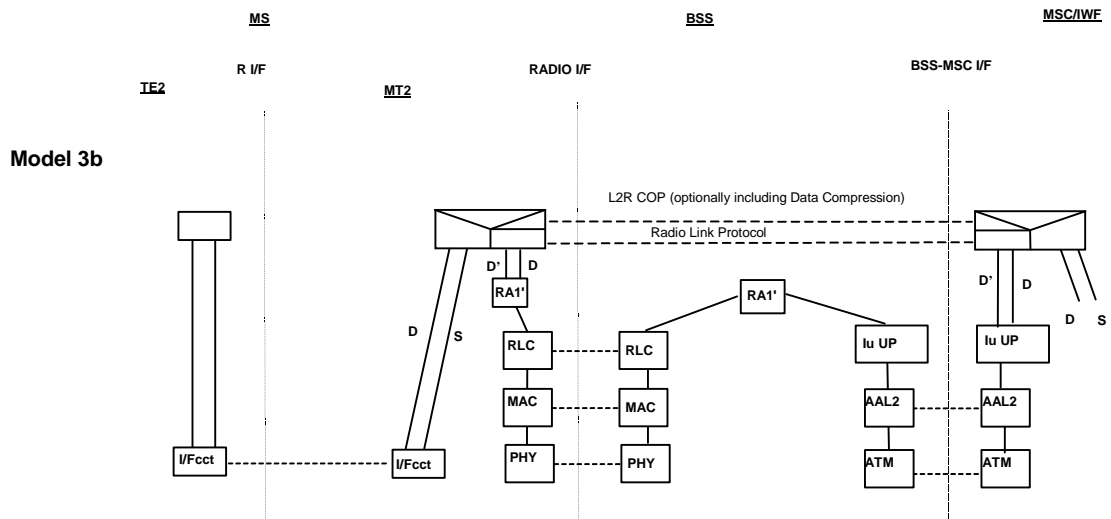 MS
BSS
MSC/IWF
R I/F
RADIO I/F
BSS-MSC I/F
TE2
MT2
Model 3b
L2R COP (optionally including Data Compression)
Radio Link Protocol
D' D
D' D
RA1'
RA1'
D S
D S
RLC
RLC
Iu UP
Iu UP
MAC
MAC
AAL2
AAL2
I/Fcct
I/Fcct
PHY
PHY
ATM
ATM